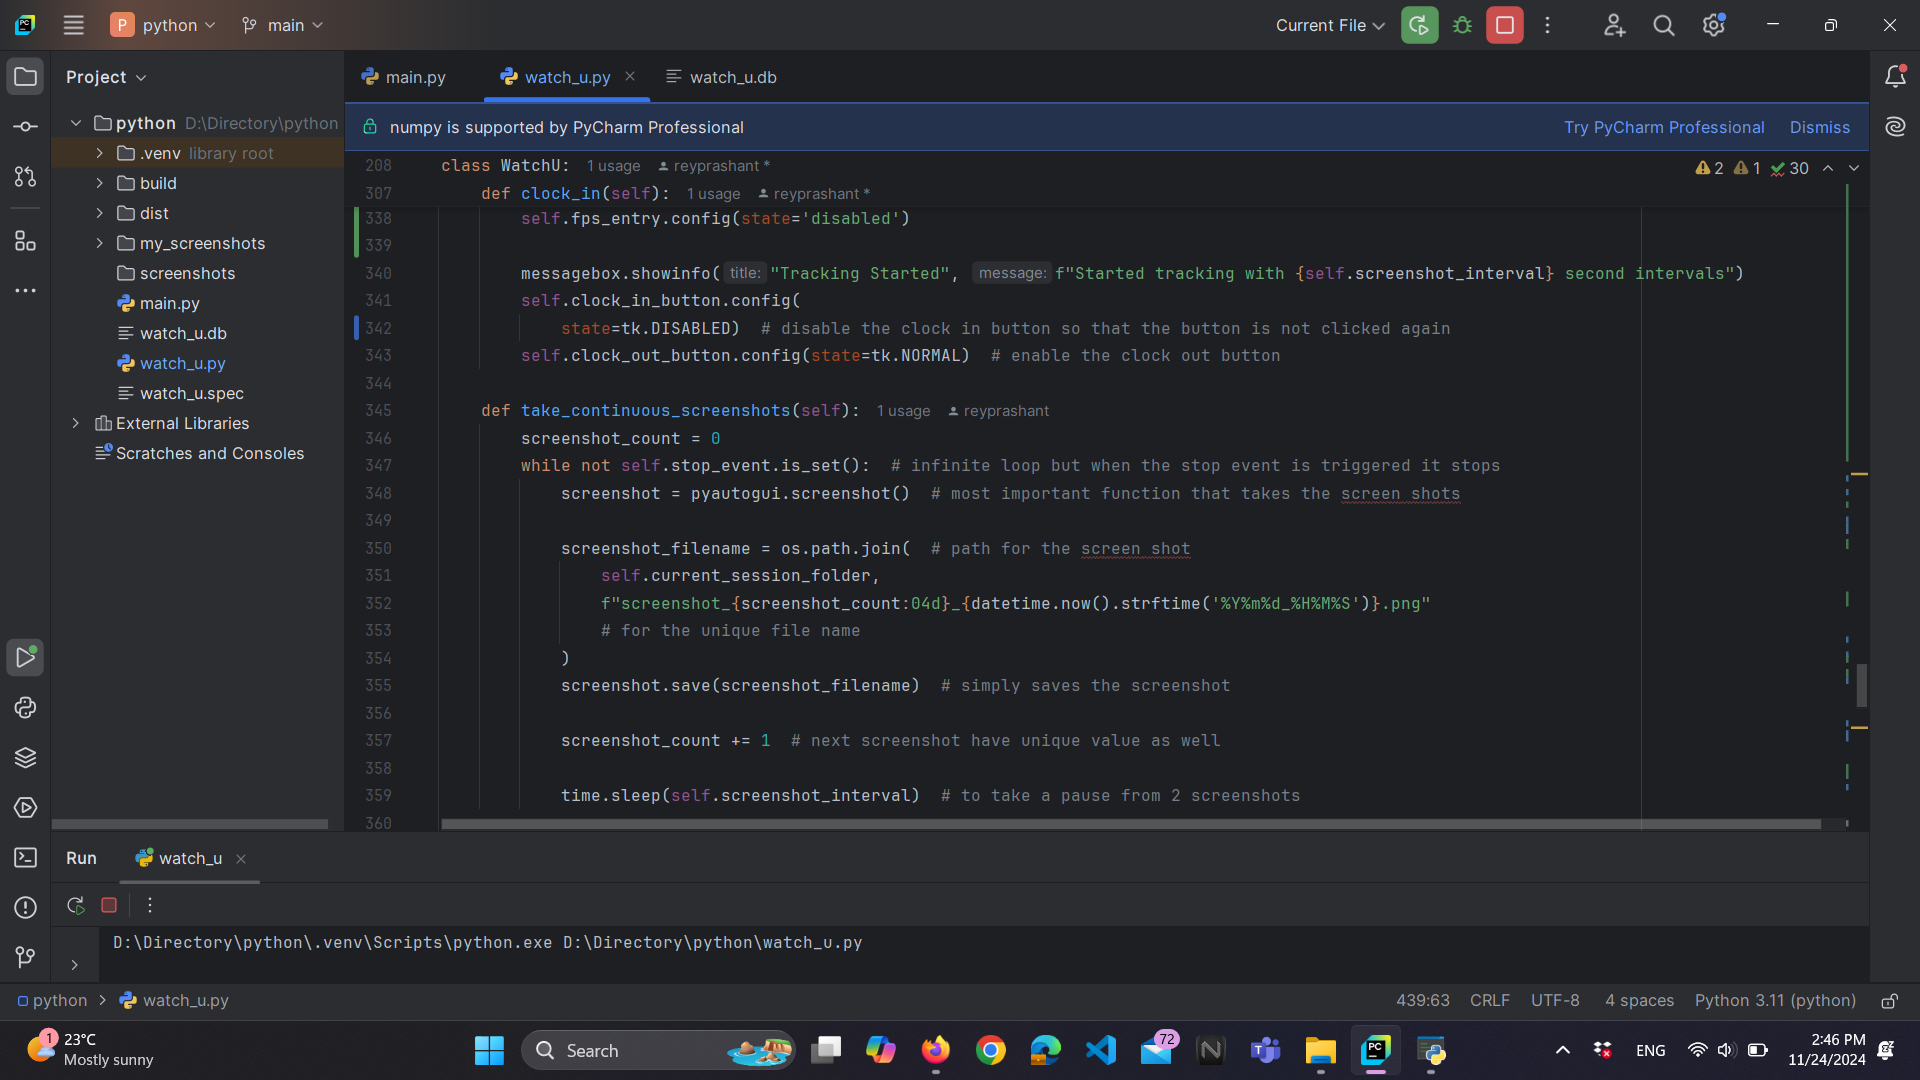 P python main Current File
Project
main.py watch_u.py watch_u.db
numpy is supported by PyCharm Professional Try PyCharm Professional Dismiss
python D:\Directory\python
.venv library root
build
dist
my_screenshots
screenshots
main.py
watch_u.db
watch_u.py
watch_u.spec
External Libraries
Scratches and Consoles
208 class WatchU: 1 usage reyprashant * 2 1 30
307 def clock_in(self): 1 usage reyprashant *
338 self.fps_entry.config(state='disabled')
339
340 messagebox.showinfo( title: "Tracking Started", message: f"Started tracking with {self.screenshot_interval} second intervals")
341 self.clock_in_button.config(
342 state=tk.DISABLED) # disable the clock in button so that the button is not clicked again
343 self.clock_out_button.config(state=tk.NORMAL) # enable the clock out button
344
345 def take_continuous_screenshots(self): 1 usage reyprashant
346 screenshot_count = 0
347 while not self.stop_event.is_set(): # infinite loop but when the stop event is triggered it stops
348 screenshot = pyautogui.screenshot() # most important function that takes the screen shots
349
350 screenshot_filename = os.path.join( # path for the screen shot
351 self.current_session_folder,
352 f"screenshot_{screenshot_count:04d}_{datetime.now().strftime('%Y%m%d_%H%M%S')}.png"
353 # for the unique file name
354 )
355 screenshot.save(screenshot_filename) # simply saves the screenshot
356
357 screenshot_count += 1 # next screenshot have unique value as well
358
359 time.sleep(self.screenshot_interval) # to take a pause from 2 screenshots
360
Run watch_u
D:\Directory\python\.venv\Scripts\python.exe D:\Directory\python\watch_u.py
python watch_u.py 439:63 CRLF UTF-8 4 spaces Python 3.11 (python)
1 23°C
Mostly sunny
Search
72
ENG
2:46 PM
11/24/2024